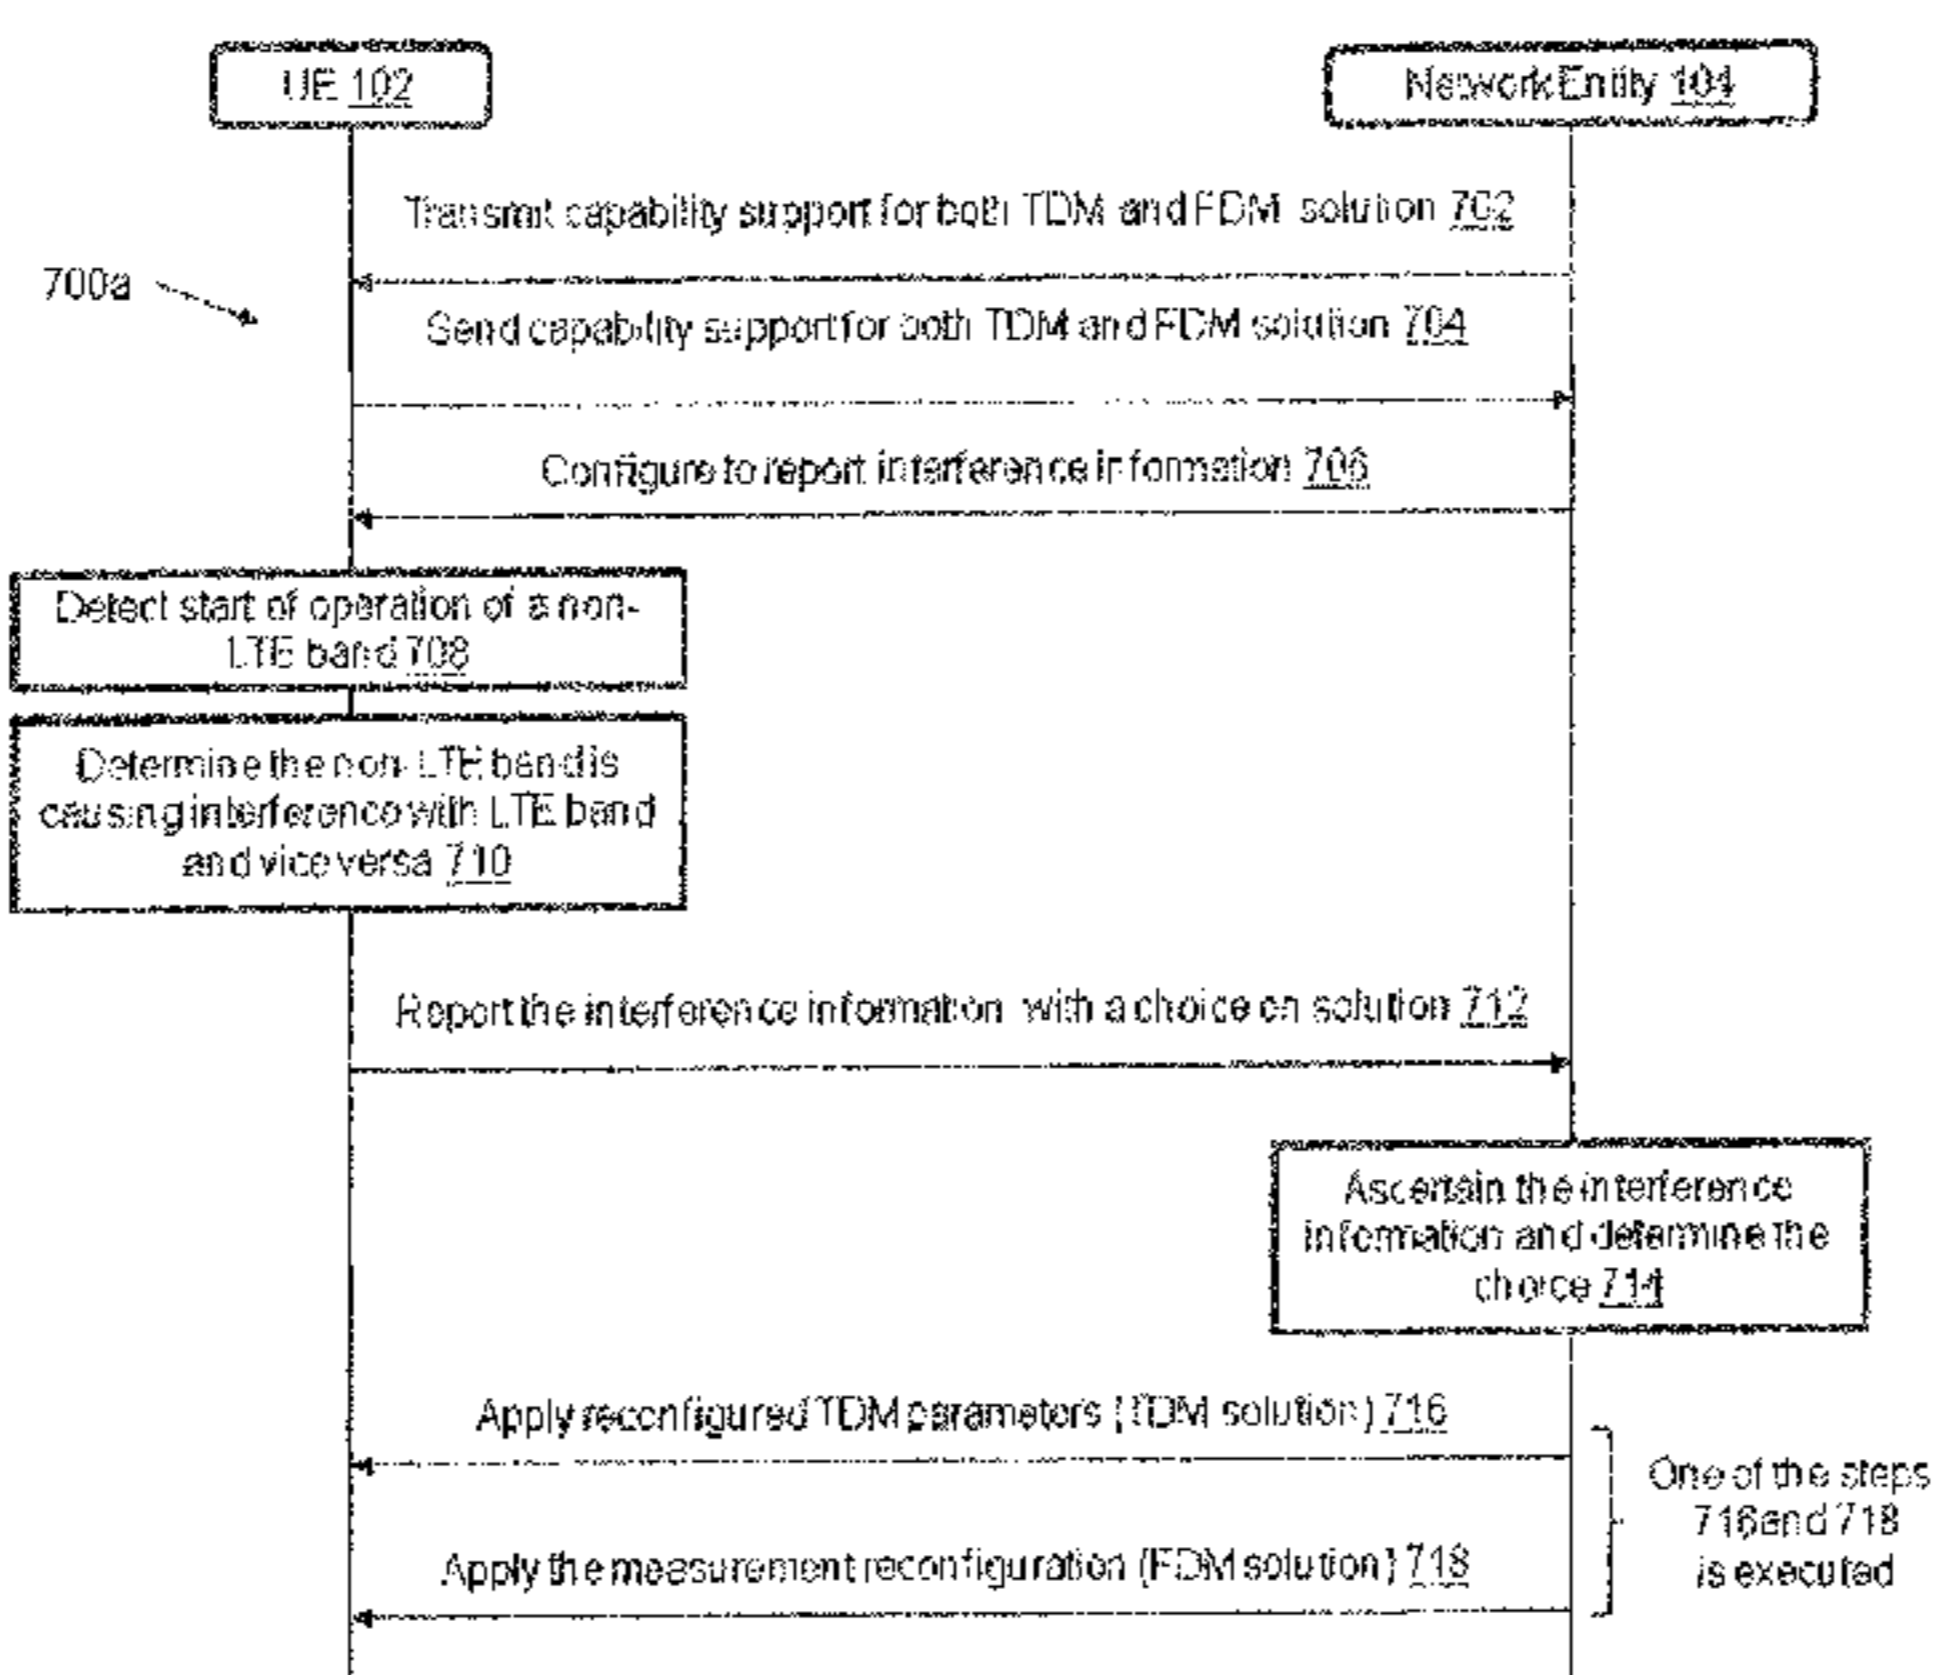 UE 102
Network Entity 104
Transmit capability support for both TDM and FDM solution 702
700a
Send capability support for both TDM and FDM solution 704
Configure to report interference information 706
Detect start of operation of a non-
LTE band 708
Determine the non-LTE band is
causing interference with LTE band
and vice versa 710
Report the interference information with a choice on solution 712
Ascertain the interference
information and determine the
choice 714
Apply reconfigured TDM parameters (TDM solution) 716
One of the steps
716 and 718
is executed
Apply the measurement reconfiguration (FDM solution) 718